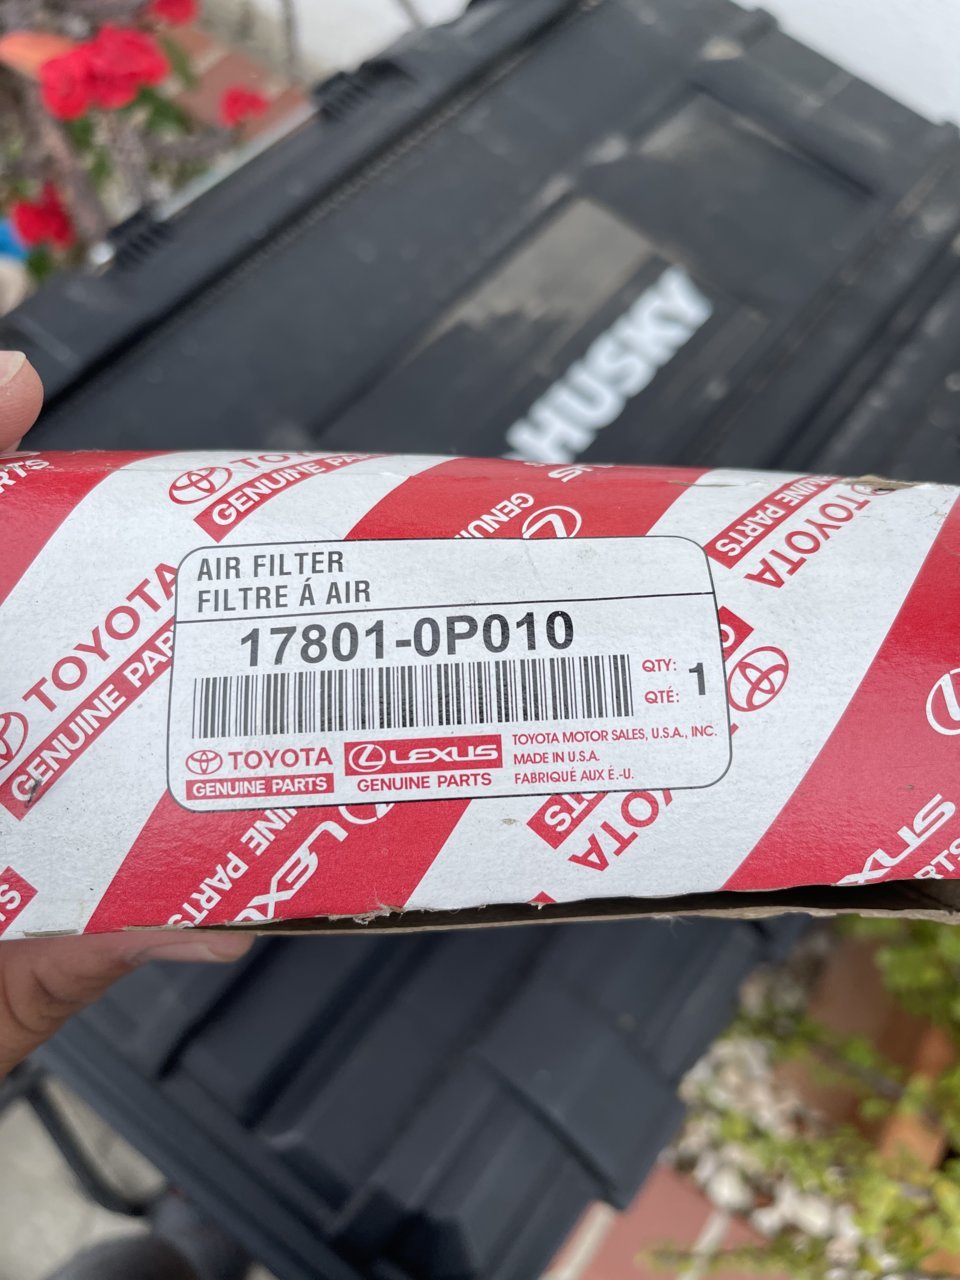 HUSKY
TOYOTA
GENUINE PARTS
GENUINE PARTS
TOYOTA
TOYOTA
GENUINE PAR
AIR FILTER
FILTRE Á AIR
17801-0P010
QTY: 1
QTÉ:
TOYOTA
GENUINE PARTS
LEXUS
GENUINE PARTS
TOYOTA MOTOR SALES, U.S.A., INC.
MADE IN U.S.A.
FABRIQUÉ AUX É.-U.